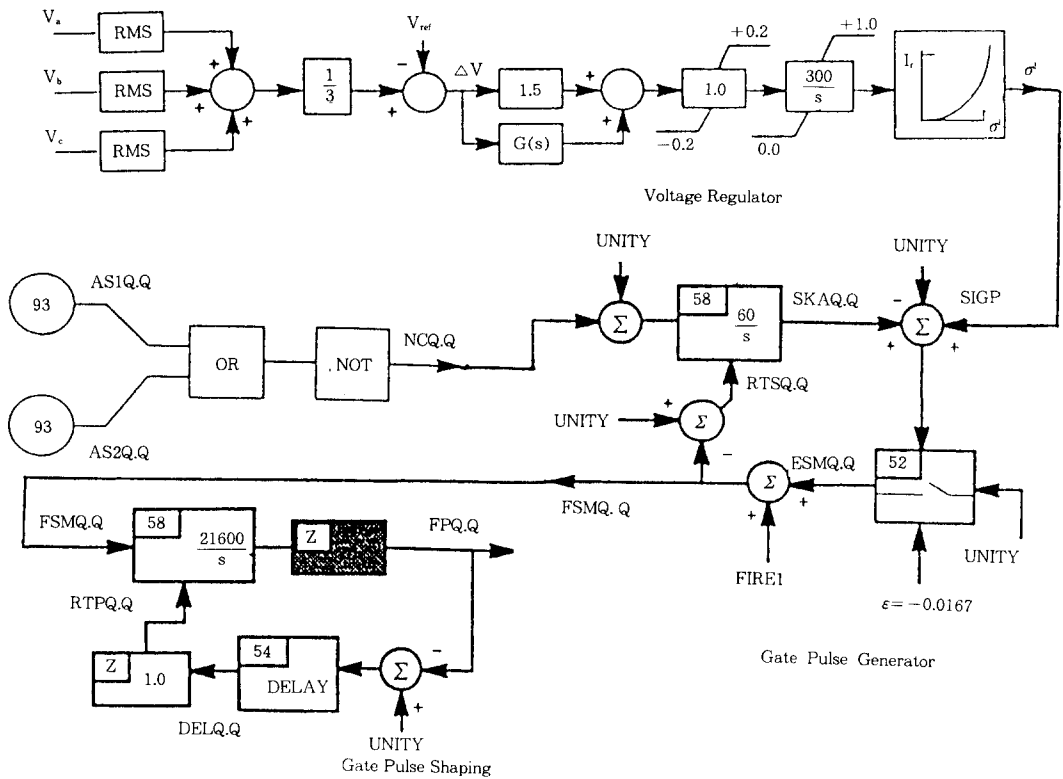 Va
RMS
Vb
RMS
Vc
RMS
+
+
+
1
3
Vref
−
+
△V
1.5
G(s)
+
+
+0.2
1.0
−0.2
+1.0
300
s
0.0
σ'
Voltage Regulator
93
AS1Q.Q
93
AS2Q.Q
OR
. NOT
NCQ.Q
UNITY
Σ
58
60
s
SKAQ.Q
RTSQ.Q
UNITY
+
Σ
−
UNITY
−
Σ
+
+
SIGP
52
ESMQ.Q
UNITY
ε=−0.0167
Σ
+
+
FIRE1
FSMQ. Q
Gate Pulse Generator
FSMQ.Q
58
21600
s
Z
FPQ.Q
RTPQ.Q
Z
1.0
54
DELAY
DELQ.Q
Σ
−
+
UNITY
Gate Pulse Shaping